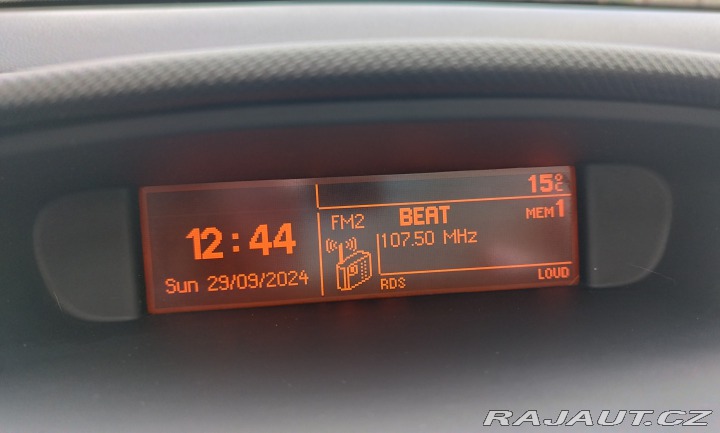 15°C
FM2 BEAT MEM1
12:44
107.50 MHz
Sun 29/09/2024
RDS LOUD
RAJAUT.CZ